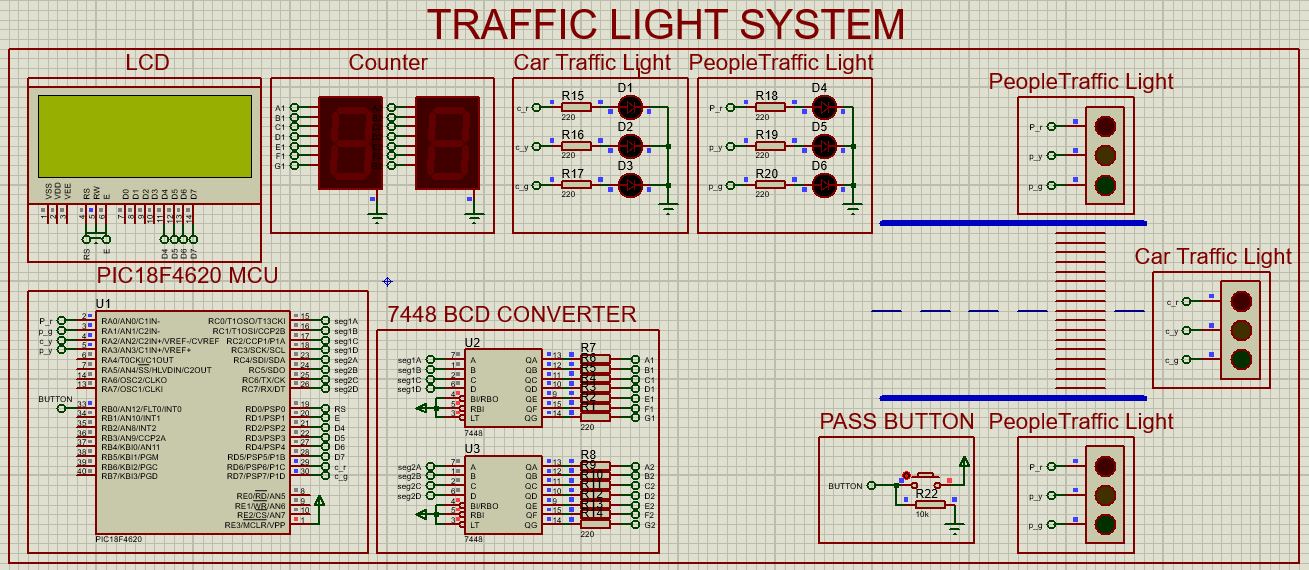 TRAFFIC LIGHT SYSTEM
LCD
VSS VDD VEE RS RW E D0 D1 D2 D3 D4 D5 D6 D7
1 2 3 4 5 6 7 8 9 10 11 12 13 14
RS E D4 D5 D6 D7
Counter
A1
B1
C1
D1
E1
F1
G1
Car Traffic Light
D1
c_r R15
220
D2
c_y R16
220
D3
c_g R17
220
PeopleTraffic Light
D4
P_r R18
220
D5
p_y R19
220
D6
p_g R20
220
PeopleTraffic Light
P_r
p_y
p_g
Car Traffic Light
c_r
c_y
c_g
PIC18F4620 MCU
U1
P_r 2 RA0/AN0/C1IN- RC0/T1OSO/T13CKI 15 seg1A
p_g 3 RA1/AN1/C2IN- RC1/T1OSI/CCP2B 16 seg1B
c_y 4 RA2/AN2/C2IN+/VREF-/CVREF RC2/CCP1/P1A 17 seg1C
p_y 5 RA3/AN3/C1IN+/VREF+ RC3/SCK/SCL 18 seg1D
6 RA4/T0CKI/C1OUT RC4/SDI/SDA 23 seg2A
7 RA5/AN4/SS/HLVDIN/C2OUT RC5/SDO 24 seg2B
14 RA6/OSC2/CLKO RC6/TX/CK 25 seg2C
13 RA7/OSC1/CLKI RC7/RX/DT 26 seg2D
BUTTON 33 RB0/AN12/FLT0/INT0 RD0/PSP0 19 RS
34 RB1/AN10/INT1 RD1/PSP1 20 E
35 RB2/AN8/INT2 RD2/PSP2 21 D4
36 RB3/AN9/CCP2A RD3/PSP3 22 D5
37 RB4/KBI0/AN11 RD4/PSP4 27 D6
38 RB5/KBI1/PGM RD5/PSP5/P1B 28 D7
39 RB6/KBI2/PGC RD6/PSP6/P1C 29 c_r
40 RB7/KBI3/PGD RD7/PSP7/P1D 30 c_g
RE0/RD/AN5 8
RE1/WR/AN6 9
RE2/CS/AN7 10
RE3/MCLR/VPP 1
PIC18F4620
7448 BCD CONVERTER
U2 R7
seg1A 7 A QA 13 R6 A1
seg1B 1 B QB 12 R5 B1
seg1C 2 C QC 11 R4 C1
seg1D 6 D QD 10 R3 D1
4 BI/RBO QE 9 R2 E1
5 RBI QF 15 R1 F1
3 LT QG 14 G1
7448 220
U3 R8
seg2A 7 A QA 13 R9 A2
seg2B 1 B QB 12 R10 B2
seg2C 2 C QC 11 R11 C2
seg2D 6 D QD 10 R12 D2
4 BI/RBO QE 9 R13 E2
5 RBI QF 15 R14 F2
3 LT QG 14 G2
7448 220
PASS BUTTON
BUTTON
R22
10k
PeopleTraffic Light
P_r
p_y
p_g